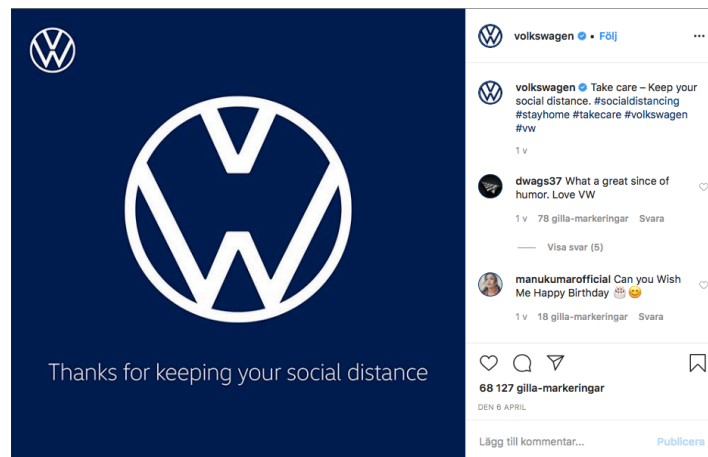 volkswagen • Följ
volkswagen Take care – Keep your
social distance. #socialdistancing
#stayhome #takecare #volkswagen
#vw
1 v
dwags37 What a great since of
humor. Love VW
1 v 78 gilla-markeringar Svara
Visa svar (5)
manukumarofficial Can you Wish
Me Happy Birthday 🎂😊
1 v 18 gilla-markeringar Svara
Thanks for keeping your social distance
68 127 gilla-markeringar
DEN 6 APRIL
Lägg till kommentar... Publicera